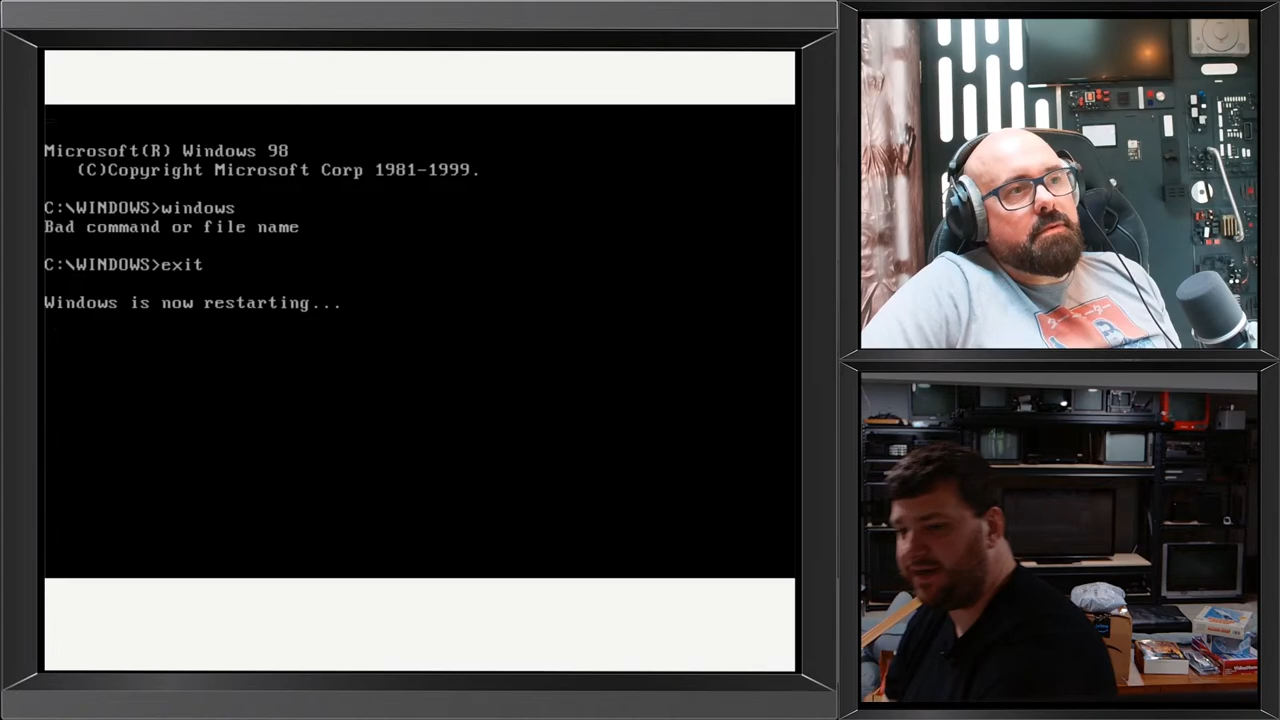 Microsoft(R) Windows 98
(C)Copyright Microsoft Corp 1981-1999.
C:\WINDOWS>windows
Bad command or file name
C:\WINDOWS>exit
Windows is now restarting...